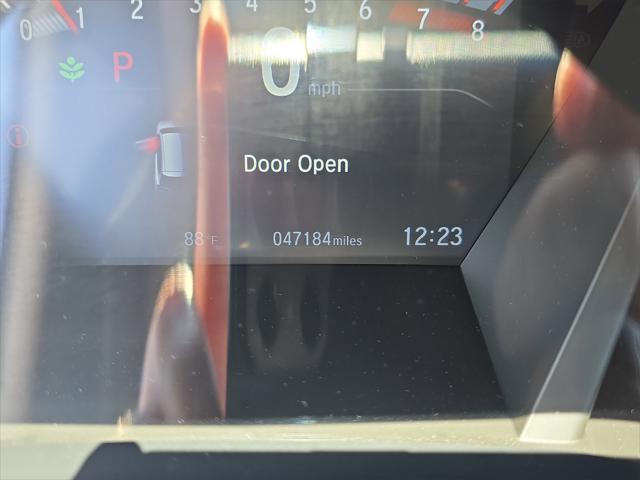 0 1 2 3 4 5 6 7 8
P 0 mph
Door Open
88°F 047184 miles 12:23